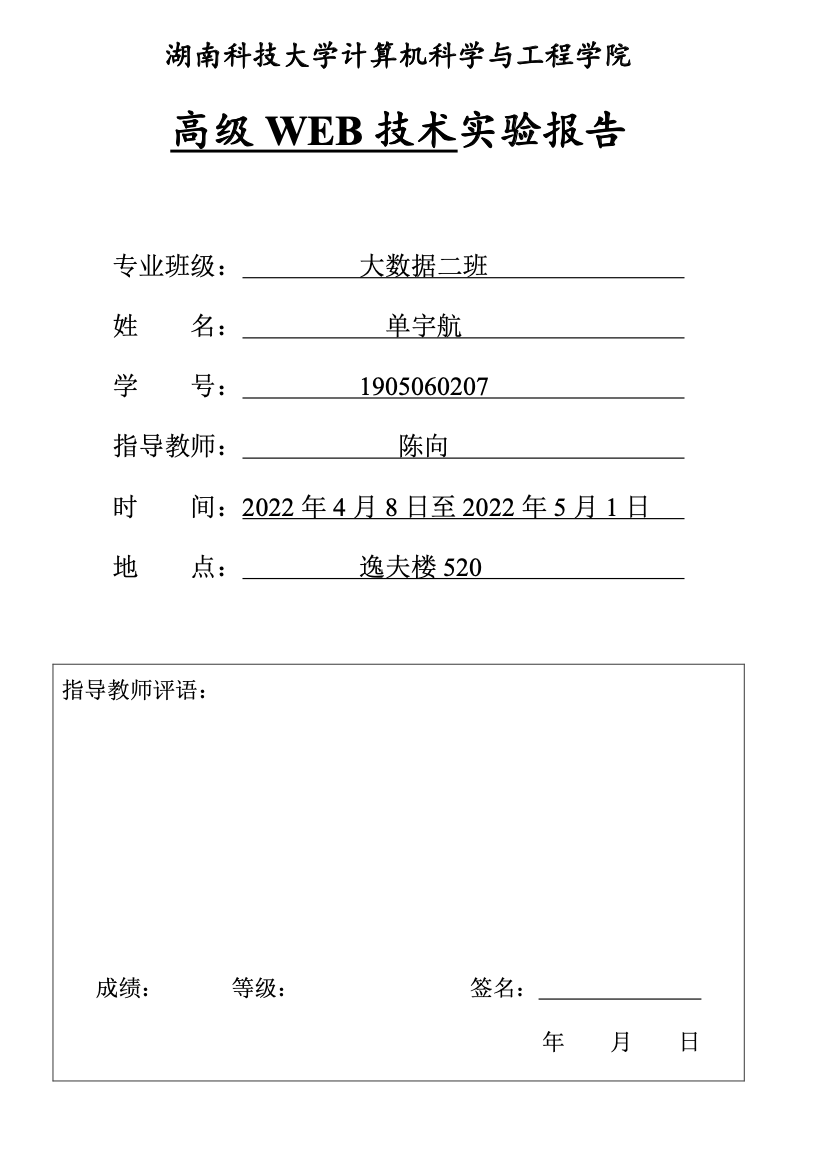 湖南科技大学计算机科学与工程学院
高级 WEB 技术实验报告
专业班级： 大数据二班
姓 名： 单宇航
学 号： 1905060207
指导教师： 陈向
时 间：2022 年 4 月 8 日至 2022 年 5 月 1 日
地 点： 逸夫楼 520
指导教师评语：
成绩： 等级： 签名：
年 月 日